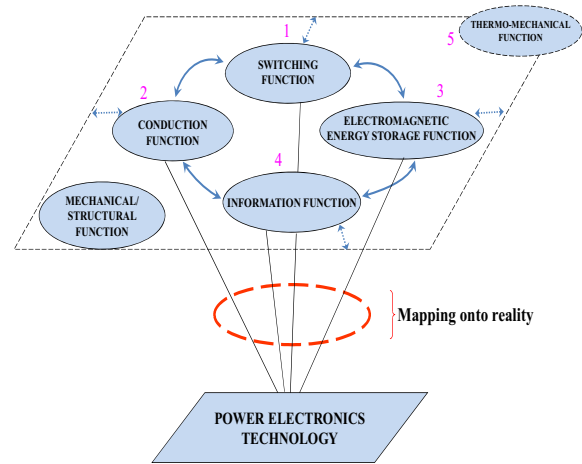 1
THERMO-MECHANICAL
FUNCTION
5
SWITCHING
FUNCTION
2
3
CONDUCTION
FUNCTION
ELECTROMAGNETIC
ENERGY STORAGE FUNCTION
4
MECHANICAL/
STRUCTURAL
FUNCTION
INFORMATION FUNCTION
Mapping onto reality
POWER ELECTRONICS
TECHNOLOGY